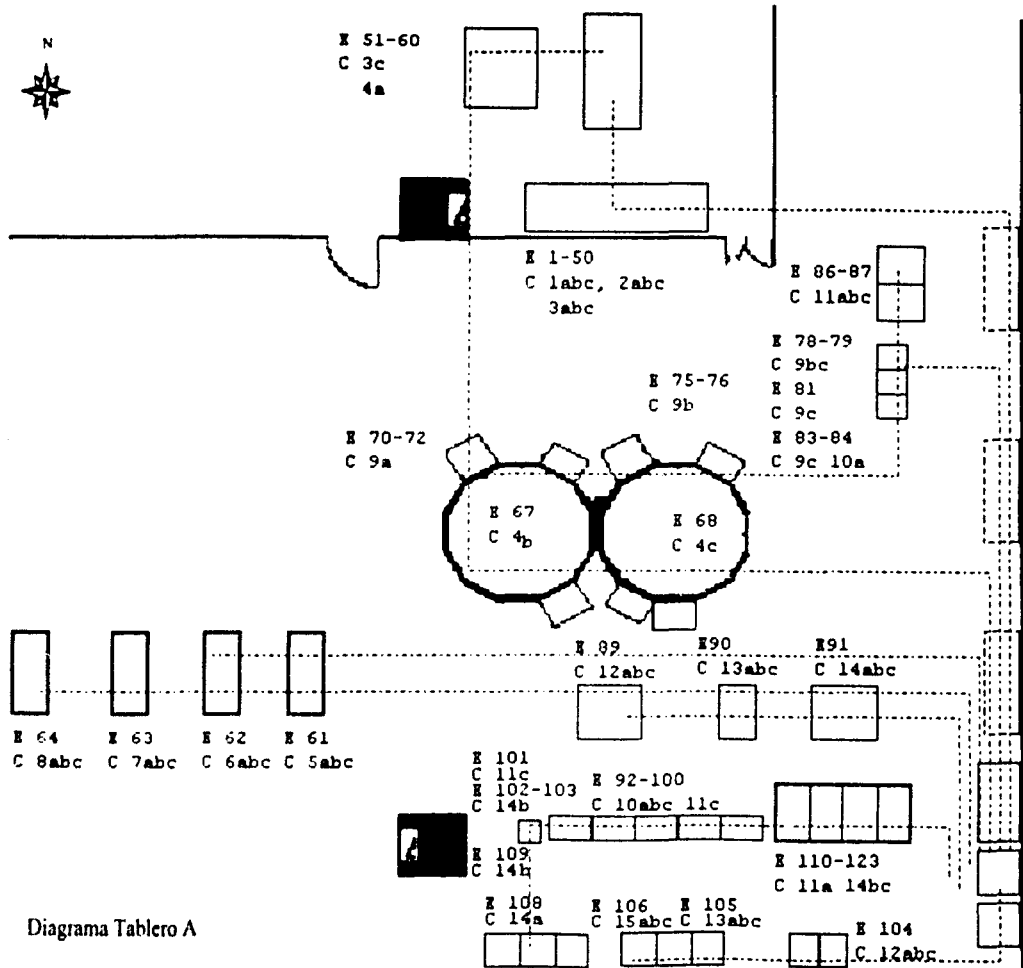 N
E 51-60
C 3c
4a
E 1-50
C 1abc, 2abc
3abc
E 86-87
C 11abc
E 78-79
C 9bc
E 81
C 9c
E 83-84
C 9c 10a
E 75-76
C 9b
E 70-72
C 9a
E 67
C 4b
E 68
C 4c
E 89
C 12abc
E90
C 13abc
E91
C 14abc
E 64
C 8abc
E 63
C 7abc
E 62
C 6abc
E 61
C 5abc
E 101
C 11c
E 102-103
C 14b
E 92-100
C 10abc 11c
E 109
C 14b
E 110-123
C 11a 14bc
E 108
C 14a
E 106
C 15abc
E 105
C 13abc
E 104
C 12abc
Diagrama Tablero A